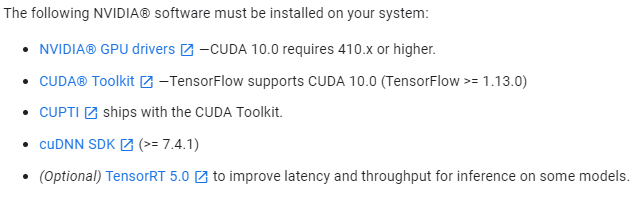 The following NVIDIA® software must be installed on your system:
• NVIDIA® GPU drivers —CUDA 10.0 requires 410.x or higher.
• CUDA® Toolkit —TensorFlow supports CUDA 10.0 (TensorFlow >= 1.13.0)
• CUPTI ships with the CUDA Toolkit.
• cuDNN SDK (>= 7.4.1)
• (Optional) TensorRT 5.0 to improve latency and throughput for inference on some models.